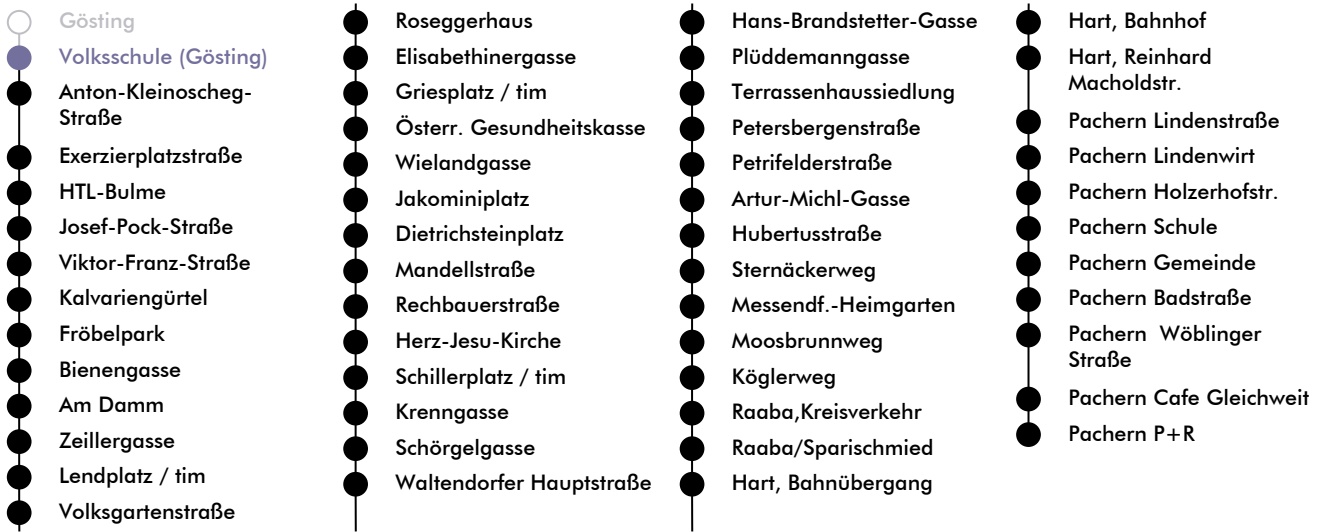 Gösting
Volksschule (Gösting)
Anton-Kleinoscheg-
Straße
Exerzierplatzstraße
HTL-Bulme
Josef-Pock-Straße
Viktor-Franz-Straße
Kalvariengürtel
Fröbelpark
Bienengasse
Am Damm
Zeillergasse
Lendplatz / tim
Volksgartenstraße
Roseggerhaus
Elisabethinergasse
Griesplatz / tim
Österr. Gesundheitskasse
Wielandgasse
Jakominiplatz
Dietrichsteinplatz
Mandellstraße
Rechbauerstraße
Herz-Jesu-Kirche
Schillerplatz / tim
Krenngasse
Schörgelgasse
Waltendorfer Hauptstraße
Hans-Brandstetter-Gasse
Plüddemanngasse
Terrassenhaussiedlung
Petersbergenstraße
Petrifelderstraße
Artur-Michl-Gasse
Hubertusstraße
Sternäckerweg
Messendf.-Heimgarten
Moosbrunnweg
Köglerweg
Raaba,Kreisverkehr
Raaba/Sparischmied
Hart, Bahnübergang
Hart, Bahnhof
Hart, Reinhard
Macholdstr.
Pachern Lindenstraße
Pachern Lindenwirt
Pachern Holzerhofstr.
Pachern Schule
Pachern Gemeinde
Pachern Badstraße
Pachern  Wöblinger
Straße
Pachern Cafe Gleichweit
Pachern P+R